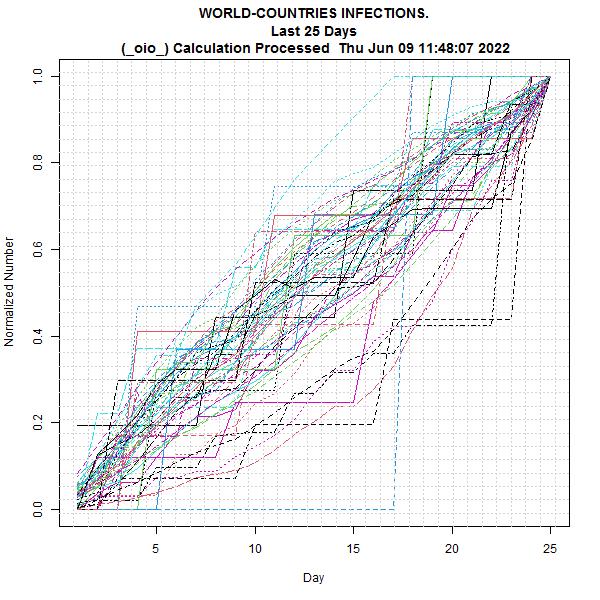 WORLD-COUNTRIES INFECTIONS.
Last 25 Days
(_oio_) Calculation Processed  Thu Jun 09 11:48:07 2022
1.0
0.8
0.6
0.4
0.2
0.0
Normalized Number
5 10 15 20 25
Day